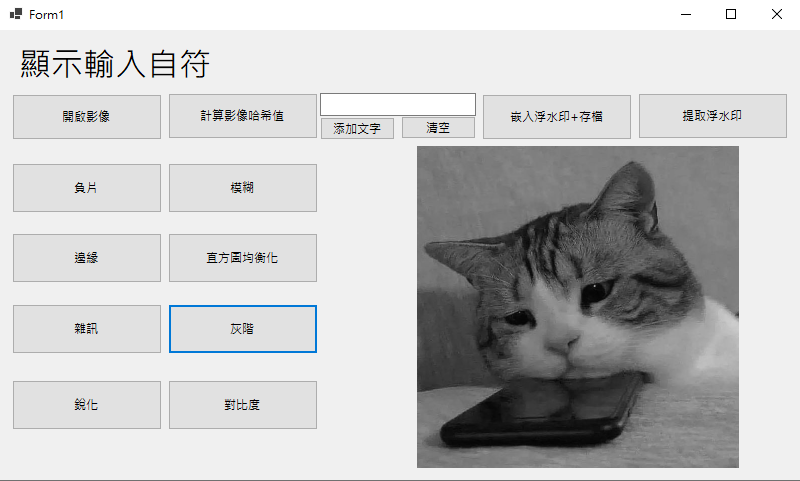 Form1
顯示輸入自符
開啟影像
計算影像哈希值
添加文字
清空
嵌入浮水印+存檔
提取浮水印
負片
模糊
邊緣
直方圖均衡化
雜訊
灰階
銳化
對比度